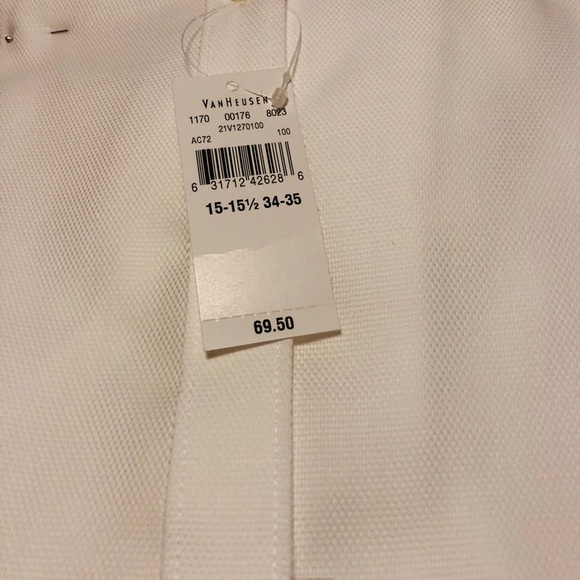 VANHEUSEN
1170 00176 8023
21V1270100
AC72 100
6 31712 42628 6
15-15½ 34-35
69.50